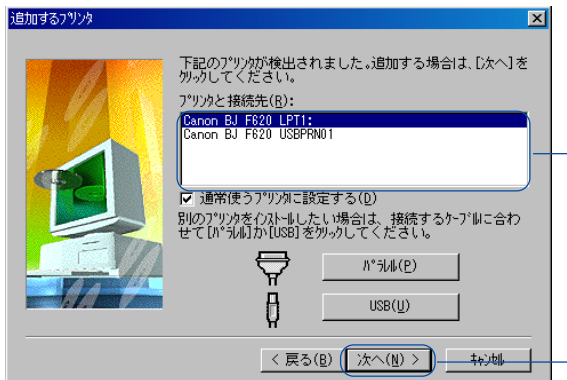 追加するプリンタ
下記のプリンタが検出されました。追加する場合は、[次へ]を
クリックしてください。
プリンタと接続先(R):
Canon BJ F620 LPT1:
Canon BJ F620 USBPRN01
通常使うプリンタに設定する(D)
別のプリンタをインストールしたい場合は、接続するケーブルに合わ
せて[パラレル]か[USB]をクリックしてください。
パラレル(P)
USB(U)
< 戻る(B)
次へ(N) >
キャンセル